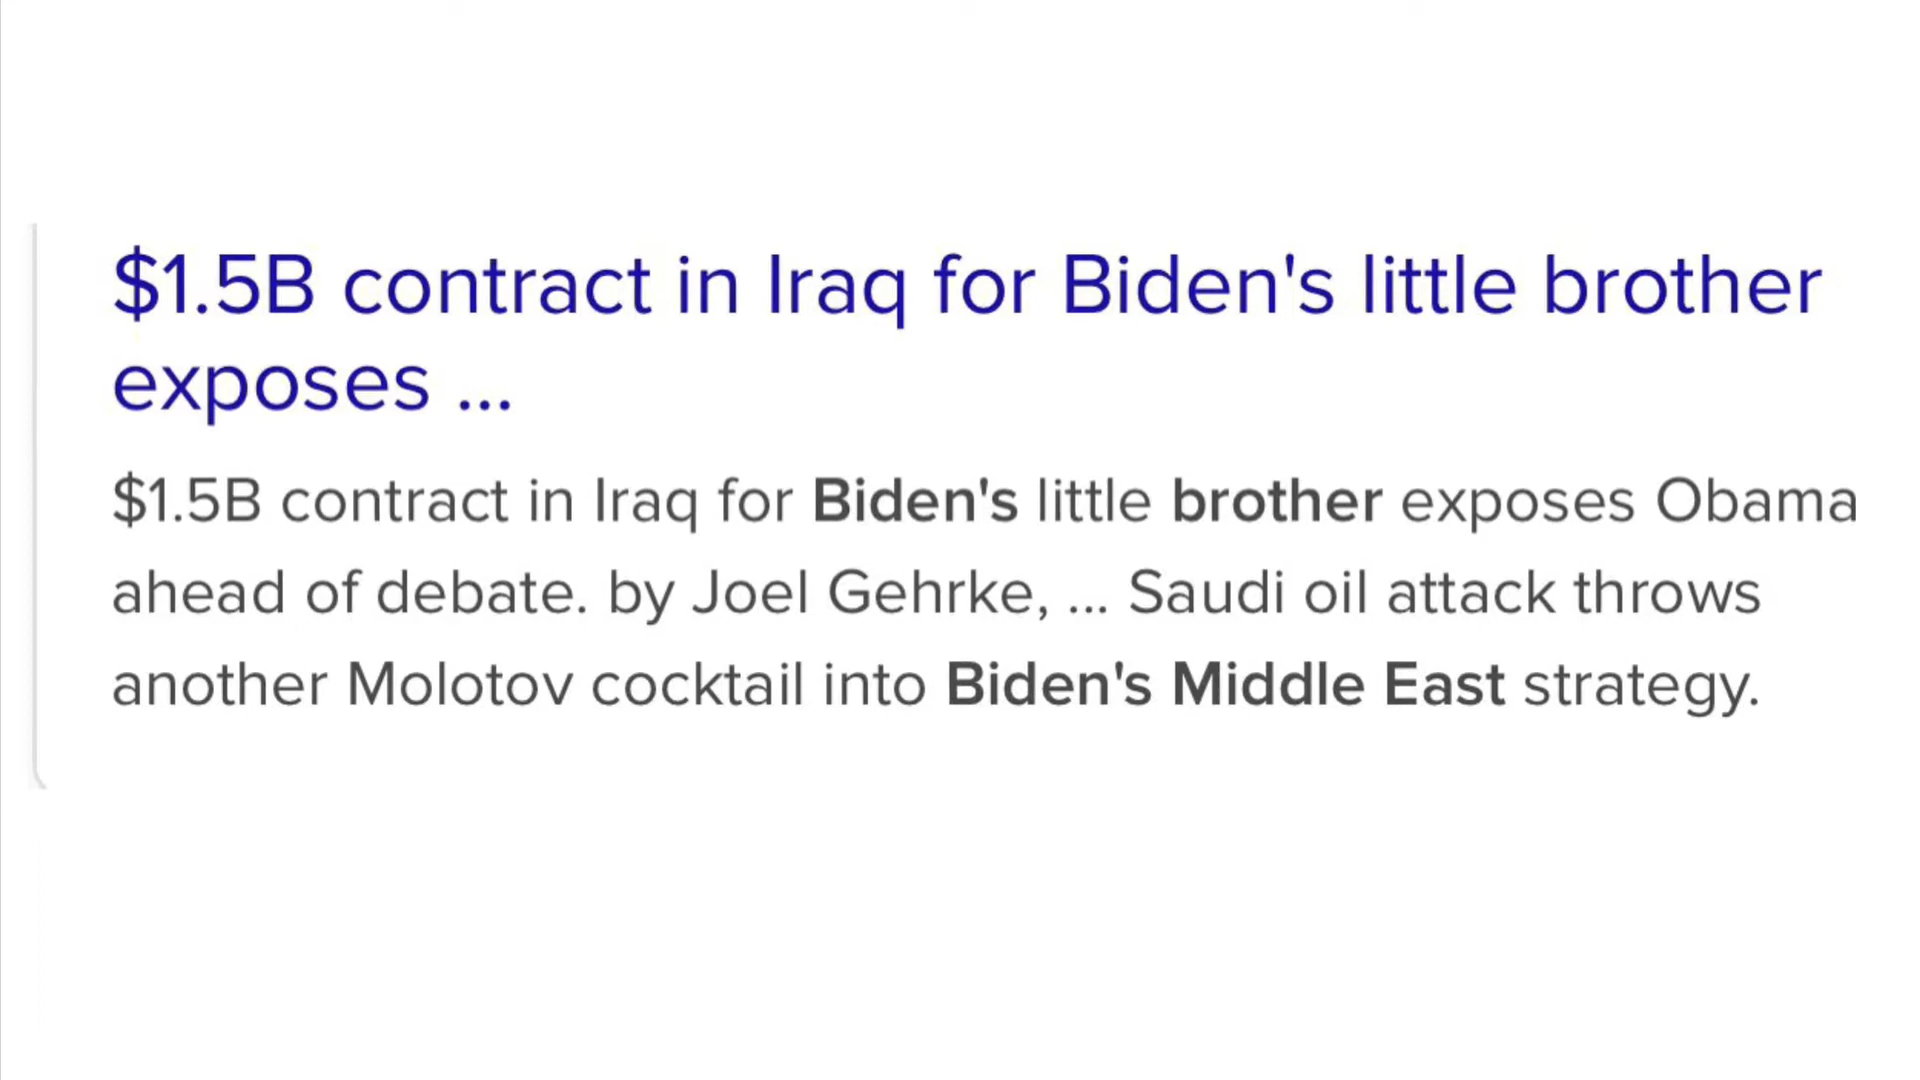 $1.5B contract in Iraq for Biden's little brother
exposes ...
$1.5B contract in Iraq for Biden's little brother exposes Obama
ahead of debate. by Joel Gehrke, ... Saudi oil attack throws
another Molotov cocktail into Biden's Middle East strategy.